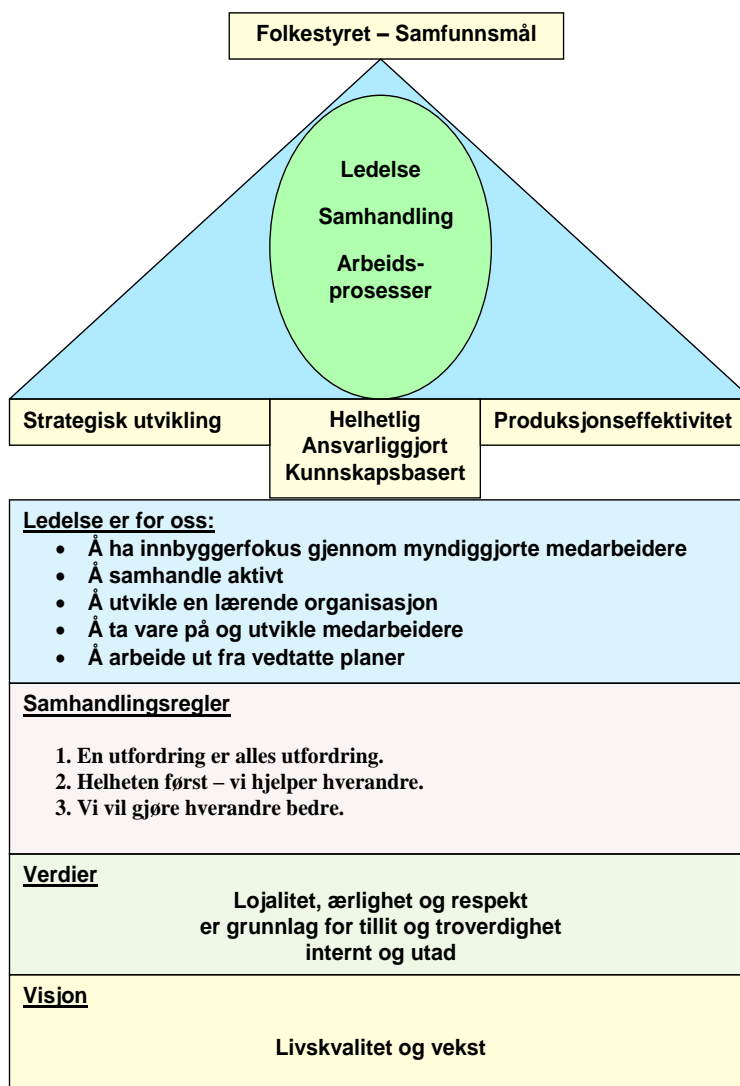 Folkestyret – Samfunnsmål
Ledelse
Samhandling
Arbeids-
prosesser
Strategisk utvikling
Helhetlig
Ansvarliggjort
Kunnskapsbasert
Produksjonseffektivitet
Ledelse er for oss:
• Å ha innbyggerfokus gjennom myndiggjorte medarbeidere
• Å samhandle aktivt
• Å utvikle en lærende organisasjon
• Å ta vare på og utvikle medarbeidere
• Å arbeide ut fra vedtatte planer
Samhandlingsregler
1. En utfordring er alles utfordring.
2. Helheten først – vi hjelper hverandre.
3. Vi vil gjøre hverandre bedre.
Verdier
Lojalitet, ærlighet og respekt
er grunnlag for tillit og troverdighet
internt og utad
Visjon
Livskvalitet og vekst